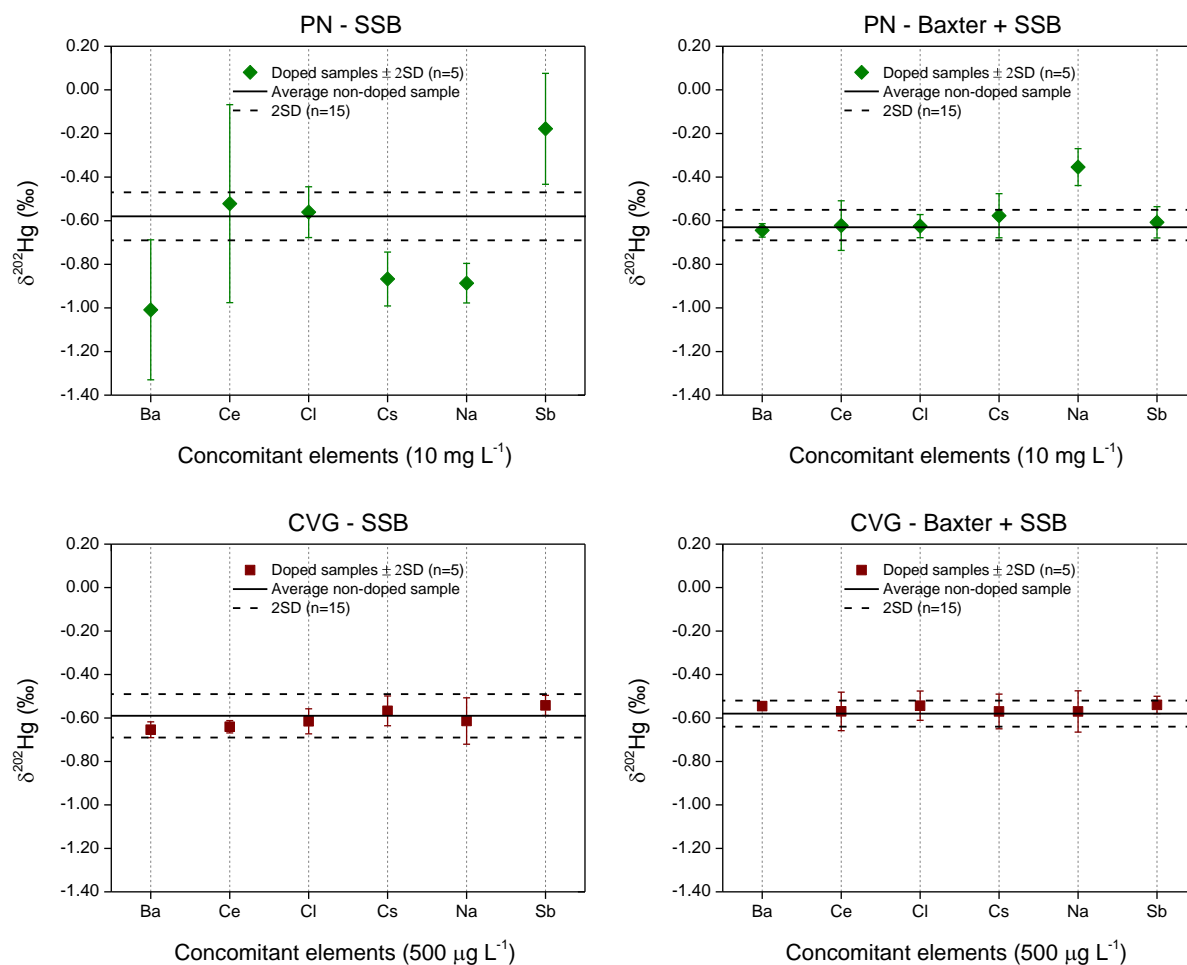 PN - SSB
0.20
0.00
-0.20
-0.40
-0.60
-0.80
-1.00
-1.20
-1.40
δ²⁰²Hg (‰)
Doped samples ± 2SD (n=5)
Average non-doped sample
2SD (n=15)
Ba Ce Cl Cs Na Sb
Concomitant elements (10 mg L⁻¹)
PN - Baxter + SSB
0.20
0.00
-0.20
-0.40
-0.60
-0.80
-1.00
-1.20
-1.40
δ²⁰²Hg (‰)
Doped samples ± 2SD (n=5)
Average non-doped sample
2SD (n=15)
Ba Ce Cl Cs Na Sb
Concomitant elements (10 mg L⁻¹)
CVG - SSB
0.20
0.00
-0.20
-0.40
-0.60
-0.80
-1.00
-1.20
-1.40
δ²⁰²Hg (‰)
Doped samples ± 2SD (n=5)
Average non-doped sample
2SD (n=15)
Ba Ce Cl Cs Na Sb
Concomitant elements (500 μg L⁻¹)
CVG - Baxter + SSB
0.20
0.00
-0.20
-0.40
-0.60
-0.80
-1.00
-1.20
-1.40
δ²⁰²Hg (‰)
Doped samples ± 2SD (n=5)
Average non-doped sample
2SD (n=15)
Ba Ce Cl Cs Na Sb
Concomitant elements (500 μg L⁻¹)